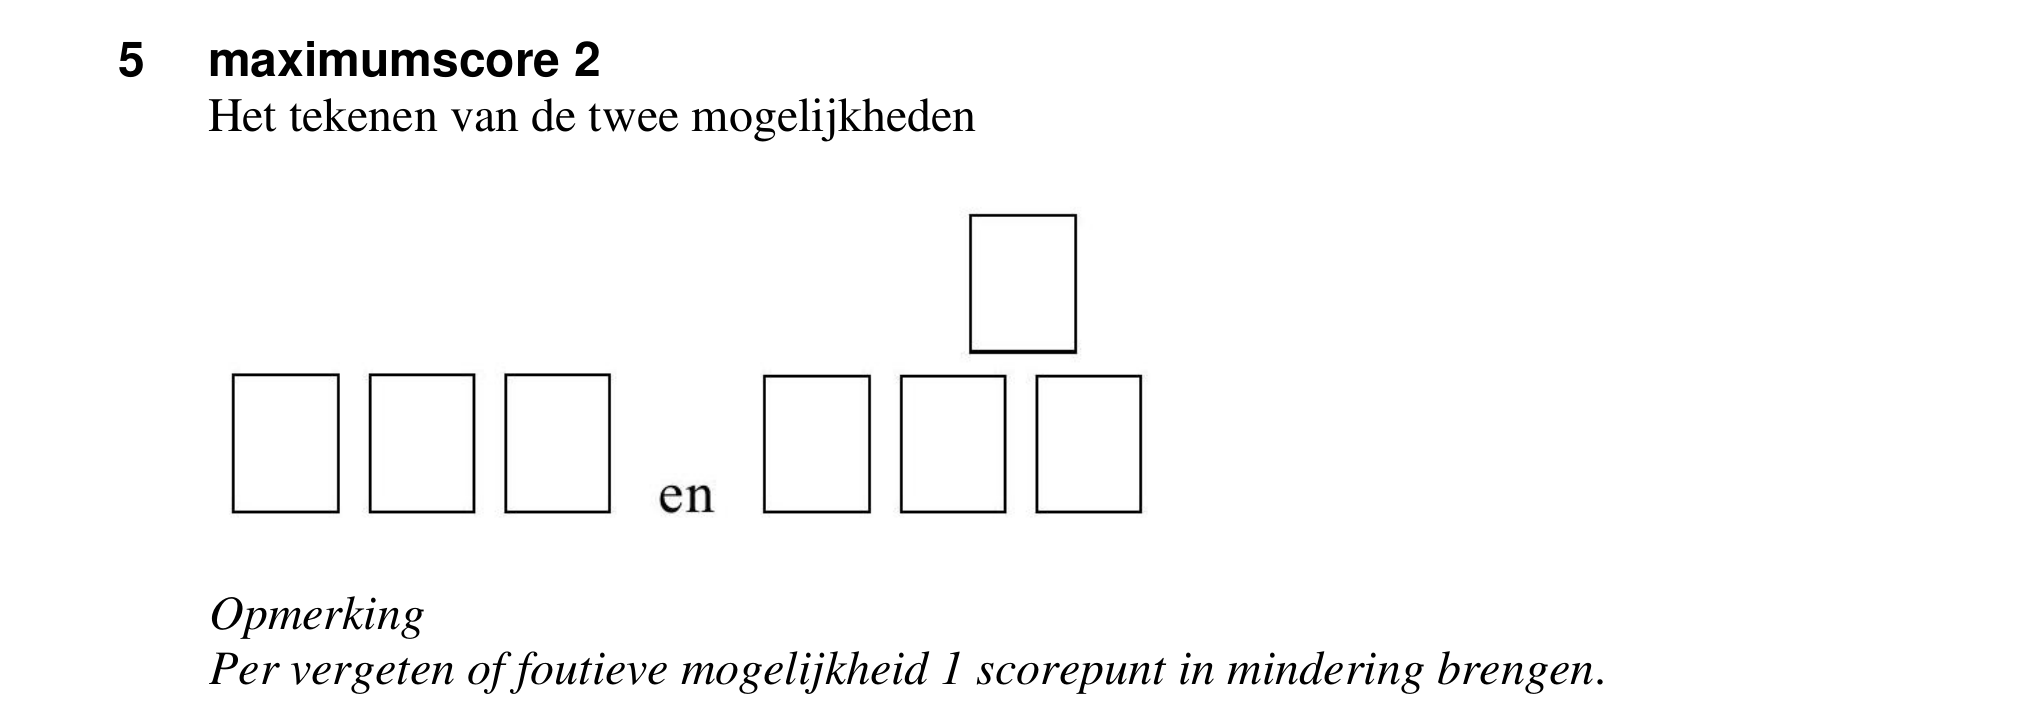 5 maximumscore 2
Het tekenen van de twee mogelijkheden
en
Opmerking
Per vergeten of foutieve mogelijkheid 1 scorepunt in mindering brengen.